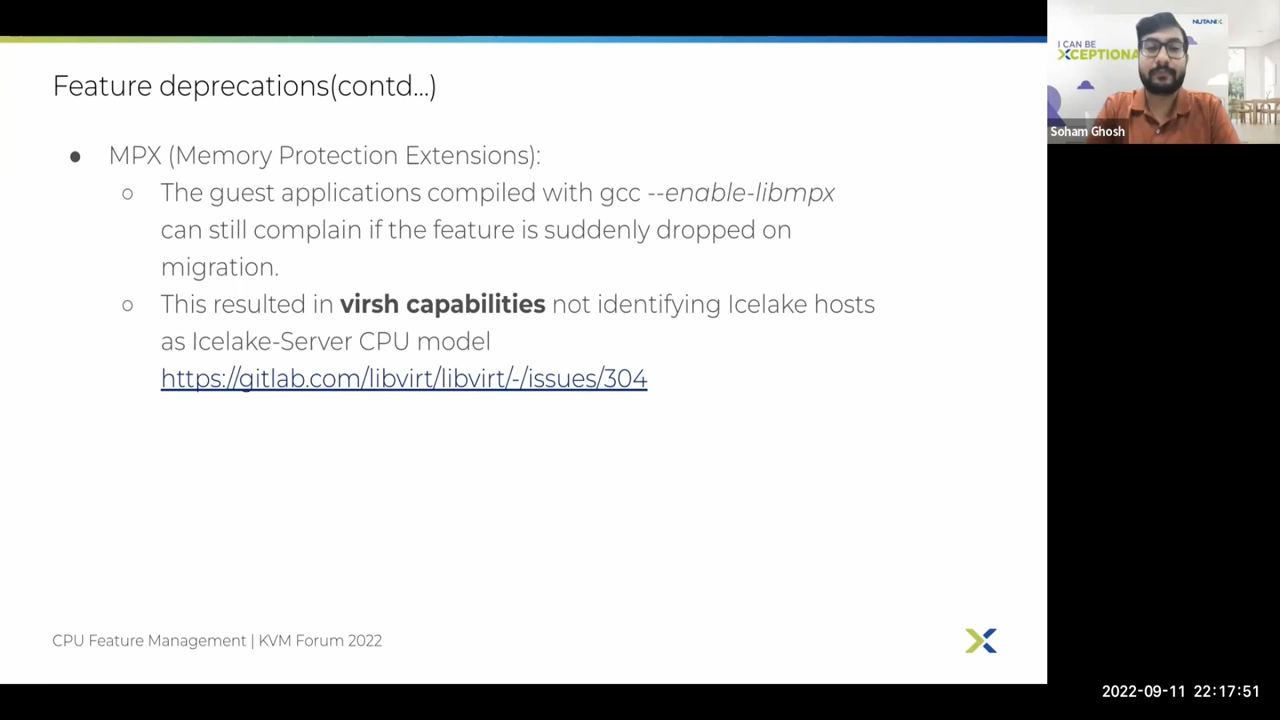 Feature deprecations(contd...)
● MPX (Memory Protection Extensions):
○ The guest applications compiled with gcc --enable-libmpx
can still complain if the feature is suddenly dropped on
migration.
○ This resulted in virsh capabilities not identifying Icelake hosts
as Icelake-Server CPU model
https://gitlab.com/libvirt/libvirt/-/issues/304
CPU Feature Management | KVM Forum 2022
NUTANIX
I CAN BE
XCEPTIONA
Soham Ghosh
2022-09-11 22:17:51